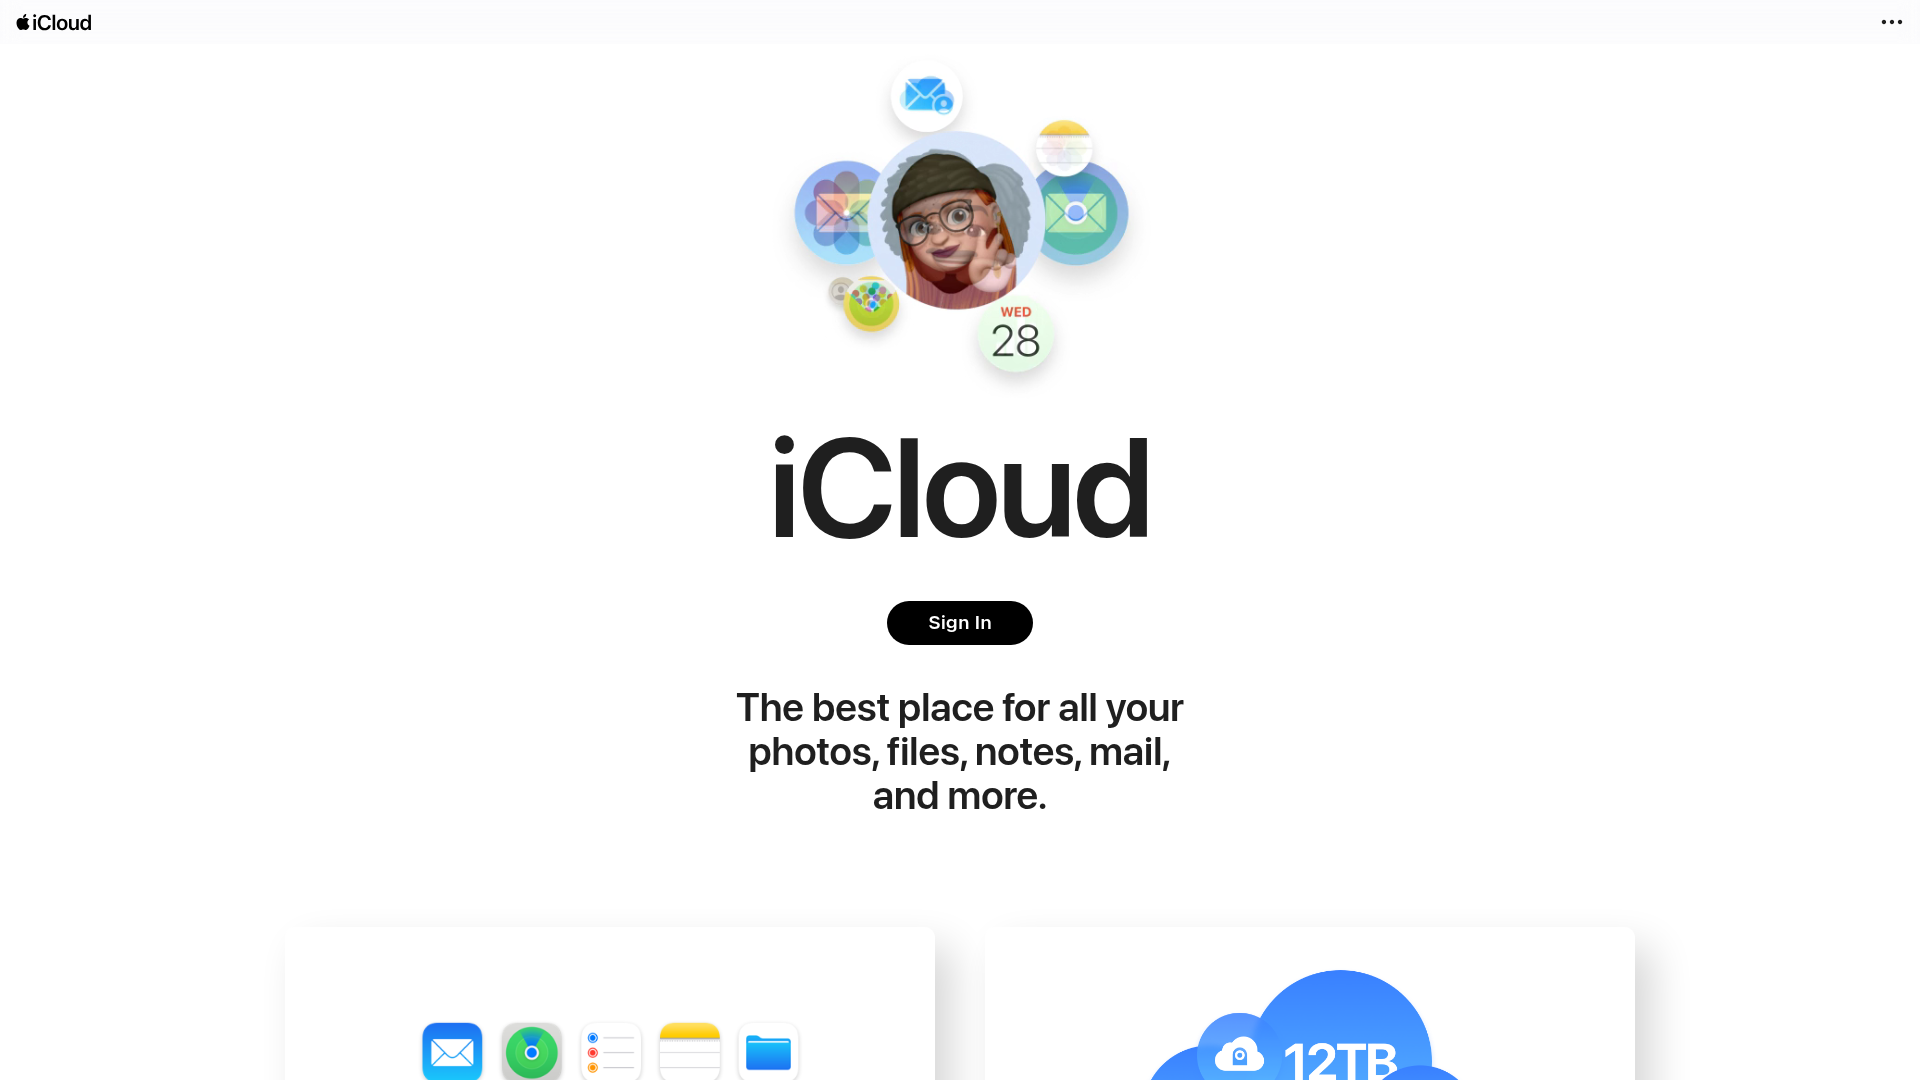 iCloud
WED
28
iCloud
Sign In
The best place for all your
photos, files, notes, mail,
and more.
12TB